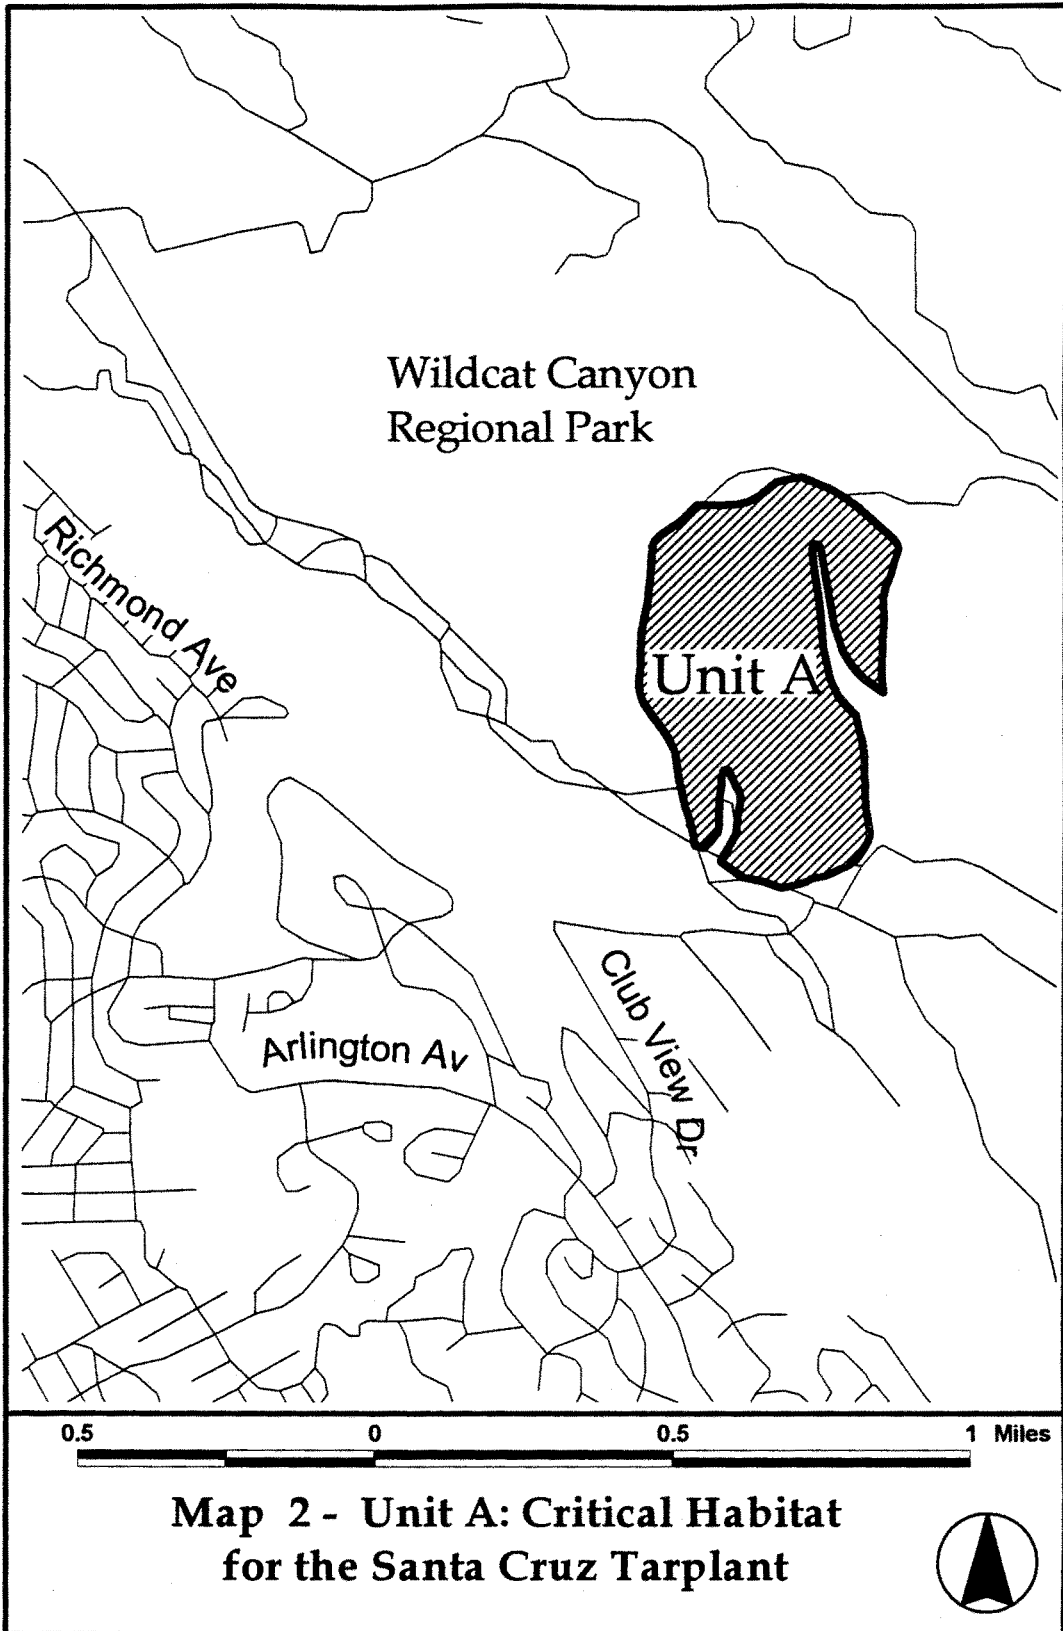 Wildcat Canyon
Regional Park
Richmond Ave
Unit A
Club View Dr
Arlington Av
0.5 0 0.5 1 Miles
Map 2 - Unit A: Critical Habitat
for the Santa Cruz Tarplant